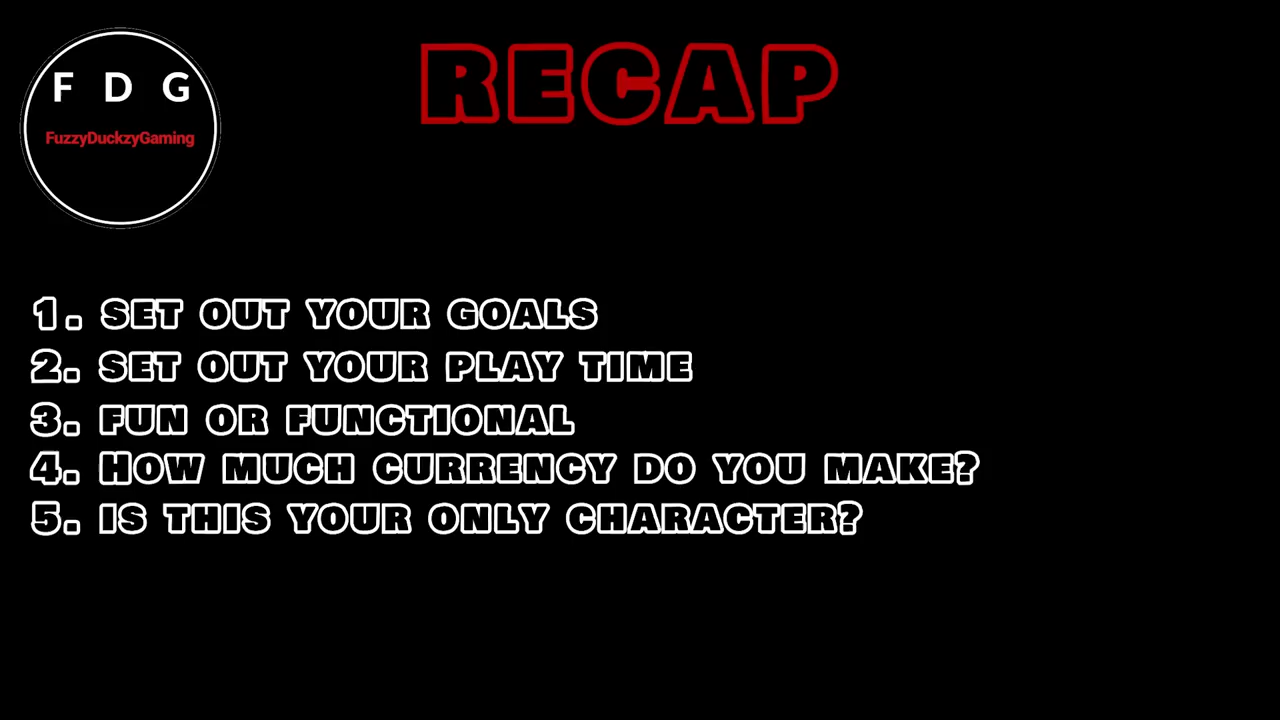 F D G
FuzzyDuckzyGaming
RECAP
1. SET OUT YOUR GOALS
2. SET OUT YOUR PLAY TIME
3. FUN OR FUNCTIONAL
4. HOW MUCH CURRENCY DO YOU MAKE?
5. IS THIS YOUR ONLY CHARACTER?